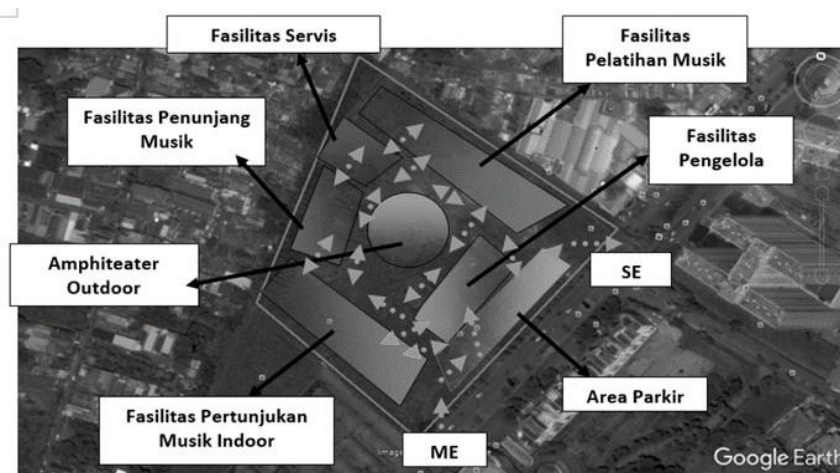 Fasilitas Servis
Fasilitas
Pelatihan Musik
Fasilitas Penunjang
Musik
Fasilitas
Pengelola
Amphiteater
Outdoor
SE
Area Parkir
Fasilitas Pertunjukan
Musik Indoor
ME
Google Earth